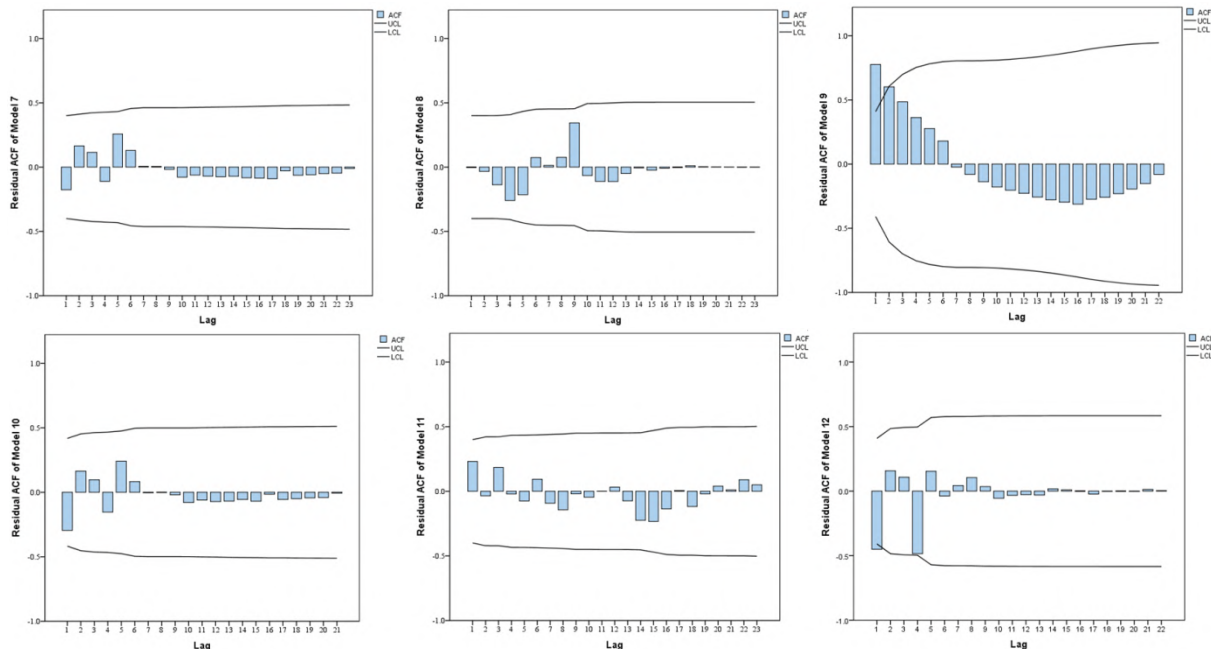 ACF
UCL
LCL
1.0
0.5
0.0
-0.5
-1.0
Residual ACF of Model 7
1 2 3 4 5 6 7 8 9 10 11 12 13 14 15 16 17 18 19 20 21 22 23
Lag
ACF
UCL
LCL
1.0
0.5
0.0
-0.5
-1.0
Residual ACF of Model 8
1 2 3 4 5 6 7 8 9 10 11 12 13 14 15 16 17 18 19 20 21 22 23
Lag
ACF
UCL
LCL
1.0
0.5
0.0
-0.5
-1.0
Residual ACF of Model 9
1 2 3 4 5 6 7 8 9 10 11 12 13 14 15 16 17 18 19 20 21 22
Lag
ACF
UCL
LCL
1.0
0.5
0.0
-0.5
-1.0
Residual ACF of Model 10
1 2 3 4 5 6 7 8 9 10 11 12 13 14 15 16 17 18 19 20 21
Lag
ACF
UCL
LCL
1.0
0.5
0.0
-0.5
-1.0
Residual ACF of Model 11
1 2 3 4 5 6 7 8 9 10 11 12 13 14 15 16 17 18 19 20 21 22 23
Lag
ACF
UCL
LCL
1.0
0.5
0.0
-0.5
-1.0
Residual ACF of Model 12
1 2 3 4 5 6 7 8 9 10 11 12 13 14 15 16 17 18 19 20 21 22
Lag